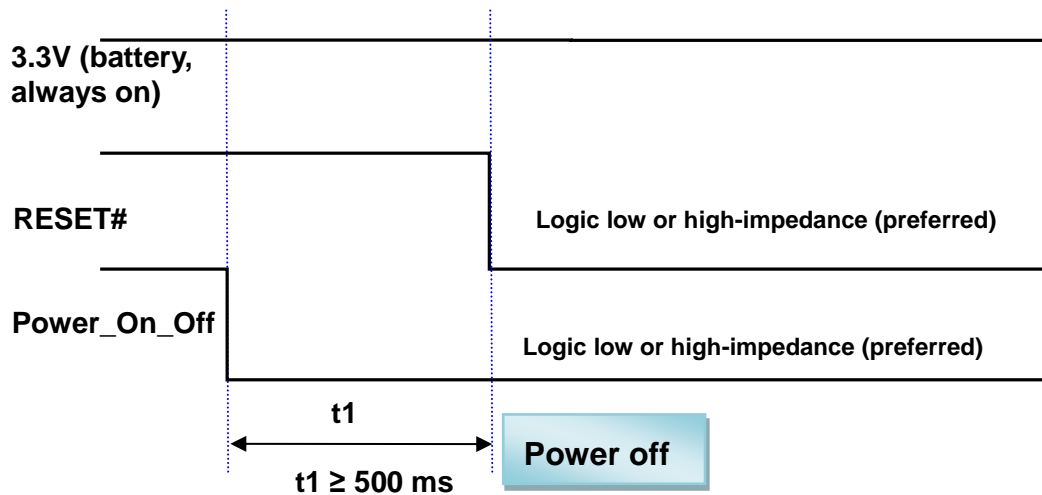 3.3V (battery,
always on)
RESET#
Logic low or high-impedance (preferred)
Power_On_Off
Logic low or high-impedance (preferred)
t1
Power off
t1 ≥ 500 ms